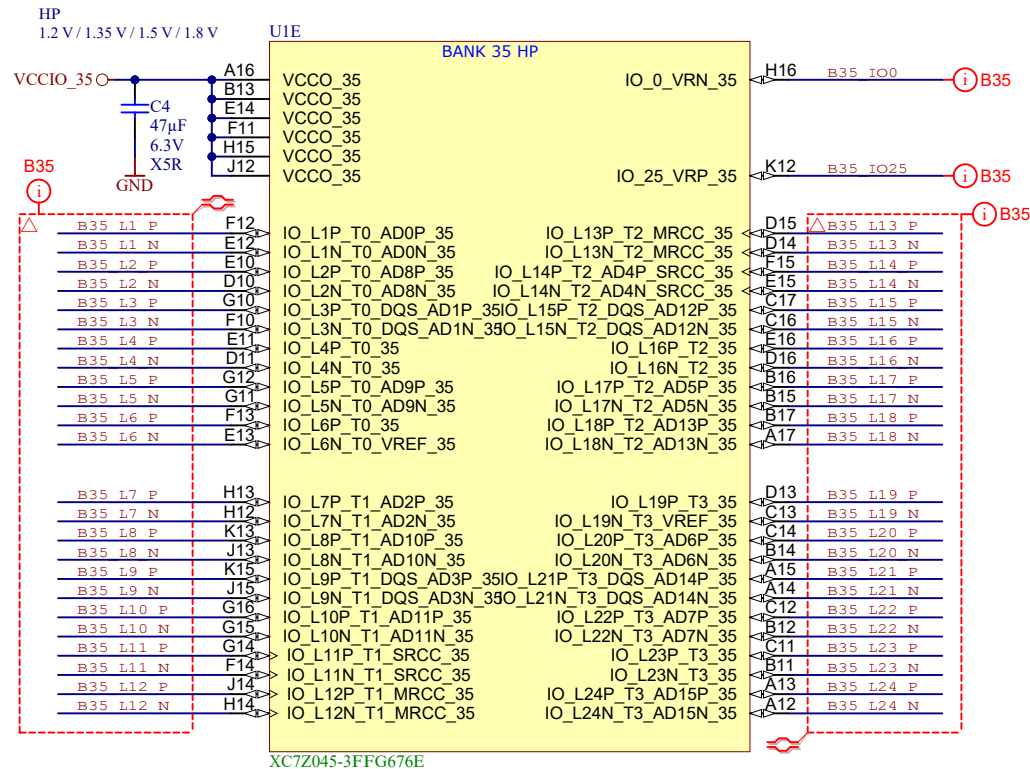 HP
1.2 V / 1.35 V / 1.5 V / 1.8 V
U1E
BANK 35 HP
VCCIO_35
A16 VCCO_35
B13 VCCO_35
E14 VCCO_35
F11 VCCO_35
H15 VCCO_35
J12 VCCO_35
C4
47µF
6.3V
X5R
GND
IO_0_VRN_35 H16 B35_IO0 i B35
IO_25_VRP_35 K12 B35_IO25 i B35
B35
i
i B35
B35_L1_P F12 IO_L1P_T0_AD0P_35
B35_L1_N E12 IO_L1N_T0_AD0N_35
B35_L2_P E10 IO_L2P_T0_AD8P_35
B35_L2_N D10 IO_L2N_T0_AD8N_35
B35_L3_P G10 IO_L3P_T0_DQS_AD1P_35
B35_L3_N F10 IO_L3N_T0_DQS_AD1N_35
B35_L4_P E11 IO_L4P_T0_35
B35_L4_N D11 IO_L4N_T0_35
B35_L5_P G12 IO_L5P_T0_AD9P_35
B35_L5_N G11 IO_L5N_T0_AD9N_35
B35_L6_P F13 IO_L6P_T0_35
B35_L6_N E13 IO_L6N_T0_VREF_35
B35_L7_P H13 IO_L7P_T1_AD2P_35
B35_L7_N H12 IO_L7N_T1_AD2N_35
B35_L8_P K13 IO_L8P_T1_AD10P_35
B35_L8_N J13 IO_L8N_T1_AD10N_35
B35_L9_P K15 IO_L9P_T1_DQS_AD3P_35
B35_L9_N J15 IO_L9N_T1_DQS_AD3N_35
B35_L10_P G16 IO_L10P_T1_AD11P_35
B35_L10_N G15 IO_L10N_T1_AD11N_35
B35_L11_P G14 IO_L11P_T1_SRCC_35
B35_L11_N F14 IO_L11N_T1_SRCC_35
B35_L12_P J14 IO_L12P_T1_MRCC_35
B35_L12_N H14 IO_L12N_T1_MRCC_35
IO_L13P_T2_MRCC_35 D15 B35_L13_P
IO_L13N_T2_MRCC_35 D14 B35_L13_N
IO_L14P_T2_AD4P_SRCC_35 F15 B35_L14_P
IO_L14N_T2_AD4N_SRCC_35 E15 B35_L14_N
IO_L15P_T2_DQS_AD12P_35 C17 B35_L15_P
IO_L15N_T2_DQS_AD12N_35 C16 B35_L15_N
IO_L16P_T2_35 E16 B35_L16_P
IO_L16N_T2_35 D16 B35_L16_N
IO_L17P_T2_AD5P_35 B16 B35_L17_P
IO_L17N_T2_AD5N_35 B15 B35_L17_N
IO_L18P_T2_AD13P_35 B17 B35_L18_P
IO_L18N_T2_AD13N_35 A17 B35_L18_N
IO_L19P_T3_35 D13 B35_L19_P
IO_L19N_T3_VREF_35 C13 B35_L19_N
IO_L20P_T3_AD6P_35 C14 B35_L20_P
IO_L20N_T3_AD6N_35 B14 B35_L20_N
IO_L21P_T3_DQS_AD14P_35 A15 B35_L21_P
IO_L21N_T3_DQS_AD14N_35 A14 B35_L21_N
IO_L22P_T3_AD7P_35 C12 B35_L22_P
IO_L22N_T3_AD7N_35 B12 B35_L22_N
IO_L23P_T3_35 C11 B35_L23_P
IO_L23N_T3_35 B11 B35_L23_N
IO_L24P_T3_AD15P_35 A13 B35_L24_P
IO_L24N_T3_AD15N_35 A12 B35_L24_N
XC7Z045-3FFG676E